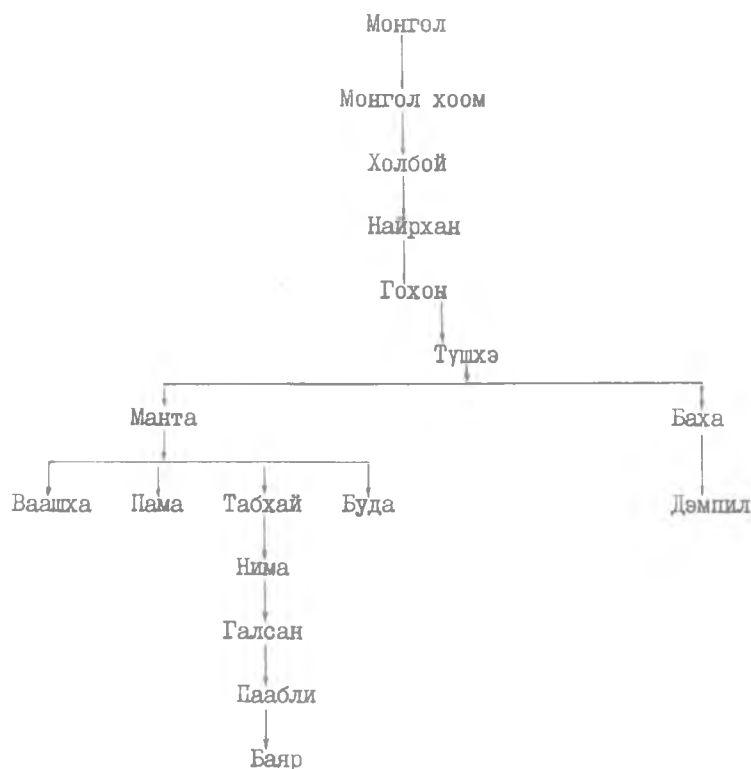 Монгол
Монгол хоом
Холбой
Найрхан
Гохон
Тушхэ
Манта Баха
Ваашха Пама Табхай Буда Дэмпил
Нима
Галсан
Паабли
Баяр